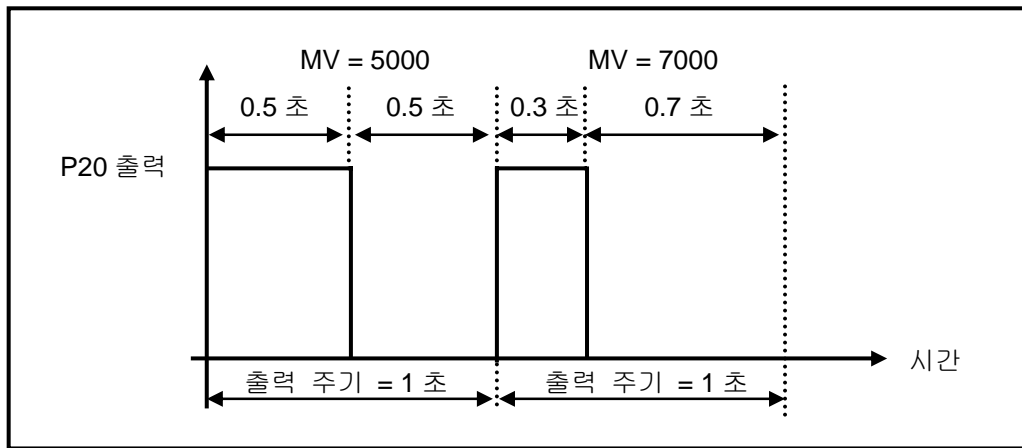 MV = 5000 MV = 7000
0.5 초 0.5 초 0.3 초 0.7 초
P20 출력
시간
출력 주기 = 1 초 출력 주기 = 1 초